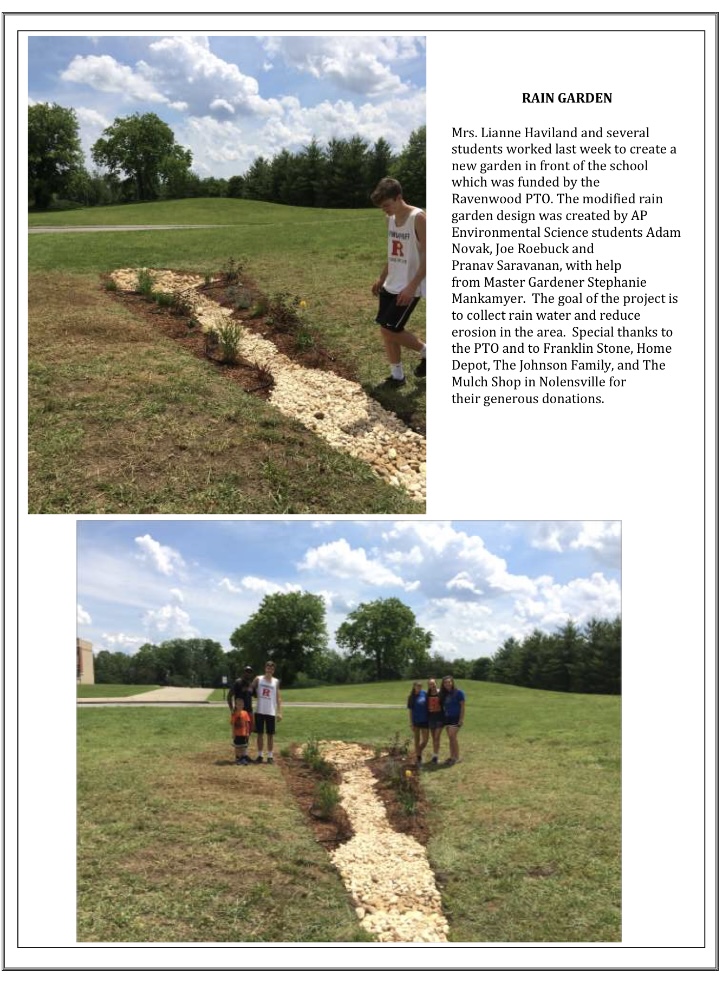 RAIN GARDEN
Mrs. Lianne Haviland and several
students worked last week to create a
new garden in front of the school
which was funded by the
Ravenwood PTO. The modified rain
garden design was created by AP
Environmental Science students Adam
Novak, Joe Roebuck and
Pranav Saravanan, with help
from Master Gardener Stephanie
Mankamyer.  The goal of the project is
to collect rain water and reduce
erosion in the area.  Special thanks to
the PTO and to Franklin Stone, Home
Depot, The Johnson Family, and The
Mulch Shop in Nolensville for
their generous donations.
R
R